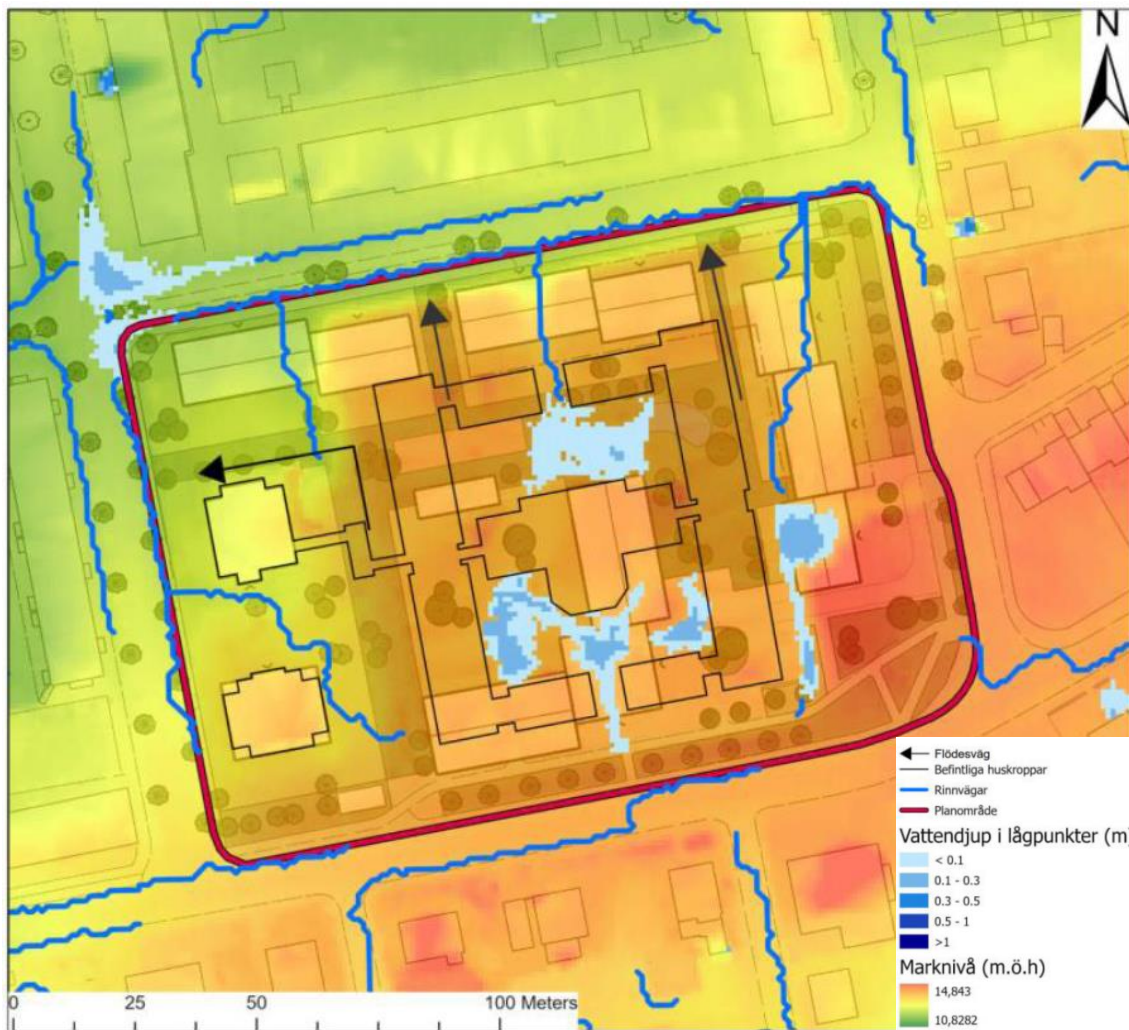 N
Flödesväg
Befintliga huskroppar
Rinnvägar
Planområde
Vattendjup i lågpunkter (m)
< 0.1
0.1 - 0.3
0.3 - 0.5
0.5 - 1
>1
Marknivå (m.ö.h)
14,843
10,8282
0 25 50 100 Meters